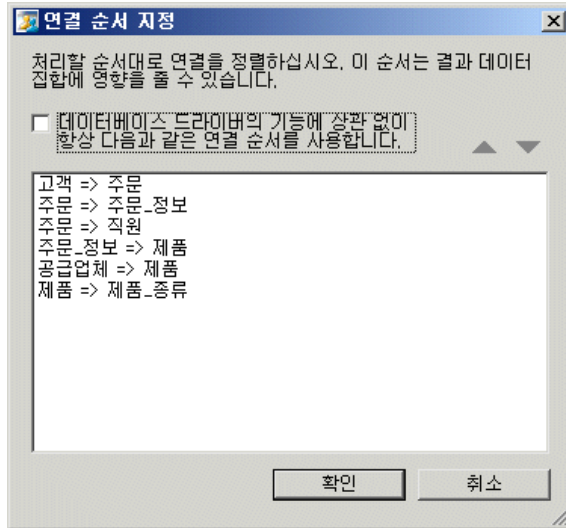 연결 순서 지정
처리할 순서대로 연결을 정렬하십시오. 이 순서는 결과 데이터
집합에 영향을 줄 수 있습니다.
데이터베이스 드라이버의 기능에 상관 없이
항상 다음과 같은 연결 순서를 사용합니다.
고객 => 주문
주문 => 주문_정보
주문 => 직원
주문_정보 => 제품
공급업체 => 제품
제품 => 제품_종류
확인
취소